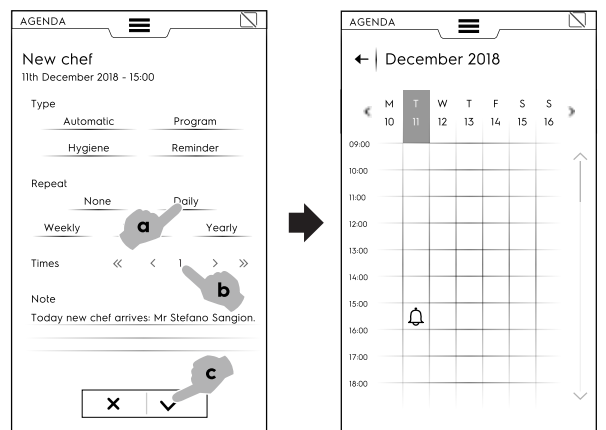 AGENDA
New chef
11th December 2018 - 15:00
Type
Automatic Program
Hygiene Reminder
Repeat
None Daily
a
Weekly Yearly
Times << < 1 > >>
b
Note
Today new chef arrives: Mr Stefano Sangion.
c
AGENDA
December 2018
M T W T F S S
10 11 12 13 14 15 16
09:00
10:00
11:00
12:00
13:00
14:00
15:00
16:00
17:00
18:00